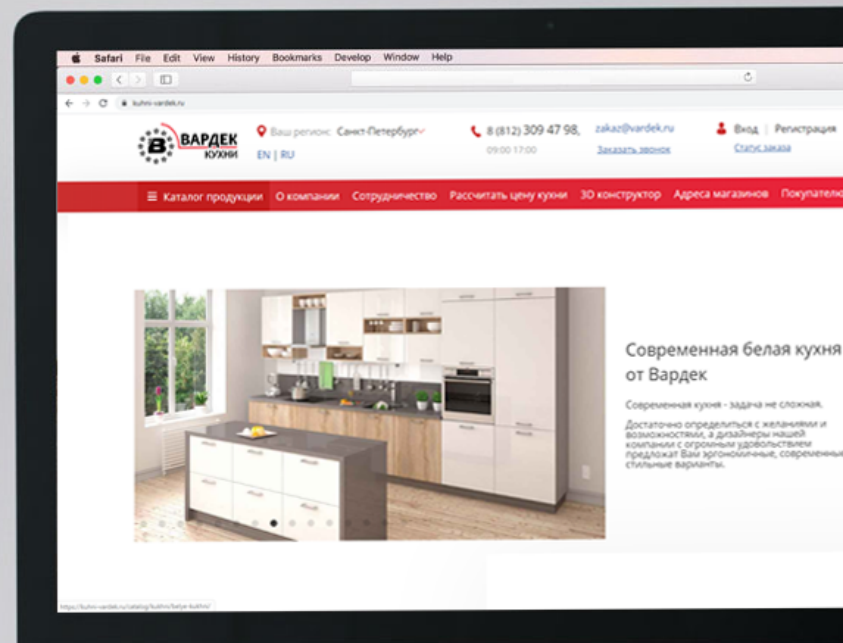 Safari File Edit View History Bookmarks Develop Window Help
kuhni-vardek.ru
В ВАРДЕК
КУХНИ
Ваш регион: Санкт-Петербург
EN | RU
8 (812) 309 47 98,
09:00 17:00
zakaz@vardek.ru
Заказать звонок
Вход | Регистрация
Статус заказа
Каталог продукции О компании Сотрудничество Рассчитать цену кухни 3D конструктор Адреса магазинов Покупателю
Современная белая кухня
от Вардек
Современная кухня - задача не сложная.
Достаточно определиться с желаниями и
возможностями, а дизайнеры нашей
компании с огромным удовольствием
предложат Вам эргономичные, современные
стильные варианты.
https://kuhni-vardek.ru/catalog/kukhni/belye-kukhni/